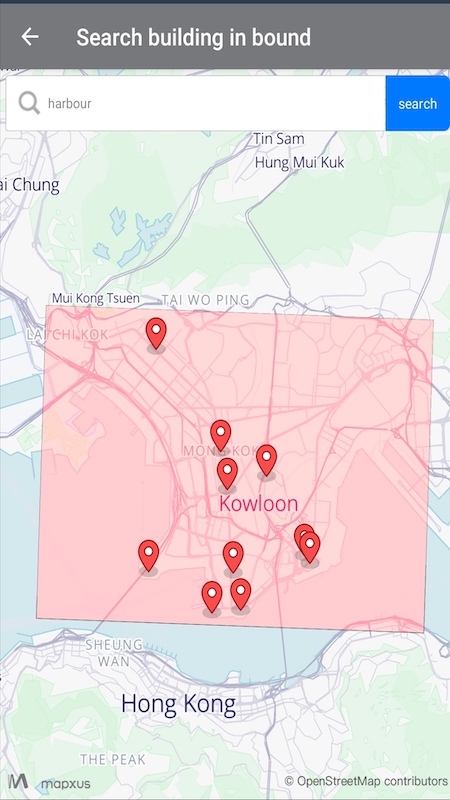 Search building in bound
harbour
search
Tin Sam
Hung Mui Kuk
ai Chung
Mui Kong Tsuen
TAI WO PING
LAI CHI KOK
MONG KOK
Kowloon
SHEUNG
WAN
Hong Kong
THE PEAK
mapxus
© OpenStreetMap contributors